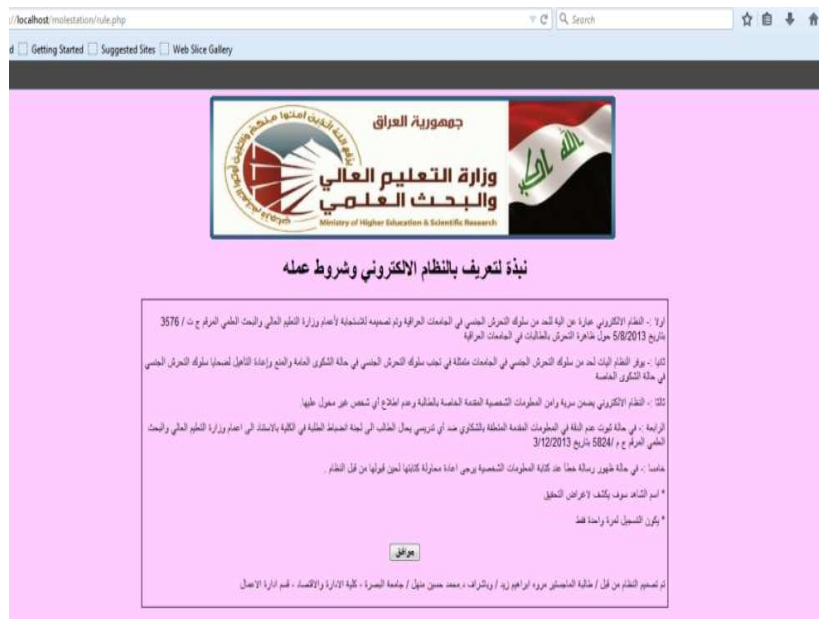 //localhost/molestation/rule.php
Search
d Getting Started Suggested Sites Web Slice Gallery
جمهورية العراق
وزارة التعليم العالي
والبحث العلمي
Ministry of Higher Education & Scientific Research
نبذة لتعريف بالنظام الالكتروني وشروط عمله
اولا :- النظام الالكتروني عبارة عن الية للحد من سلوك التحرش الجنسي في الجامعات العراقية وتم تصميمه للاستجابة لأعمام وزارة التعليم العالي والبحث العلمي المرقم ج ت / 3576
بتاريخ 5/8/2013 حول ظاهرة التحرش بالطالبات في الجامعات العراقية
ثانيا :- يوفر النظام اليات لحد من سلوك التحرش الجنسي في الجامعات متمثلة في تجنب سلوك التحرش الجنسي في حالة الشكوى العامة والمنع وإعادة التاهيل لضحايا سلوك التحرش الجنسي
في حالة الشكوى الخاصة
ثالثا :- النظام الالكتروني يضمن سرية وامن المعلومات الشخصية المقدمة الخاصة بالطالبة وعدم اطلاع أي شخص غير مخول عليها.
الرابعة :- في حالة ثبوت عدم الدقة في المعلومات المقدمة المتعلقة بالشكاوي ضد أي تدريسي يحال الطالب الى لجنة انضباط الطلبة في الكلية بالاستناد الى اعمام وزارة التعليم العالي والبحث
العلمي المرقم ج م /5824 بتاريخ 3/12/2013
خامسا :- في حالة ظهور رسالة خطا عند كتابة المعلومات الشخصية يرجى اعادة محاولة كتابتها لحين قبولها من قبل النظام .
* اسم الشاهد سوف يكشف لاغراض التحقيق
* يكون التسجيل لمرة واحدة فقط
موافق
تم تصميم النظام من قبل / طالبة الماجستير مروه ابراهيم زيد / وباشراف د.محمد حسين منهل / جامعة البصرة - كلية الادارة والاقتصاد - قسم ادارة الاعمال